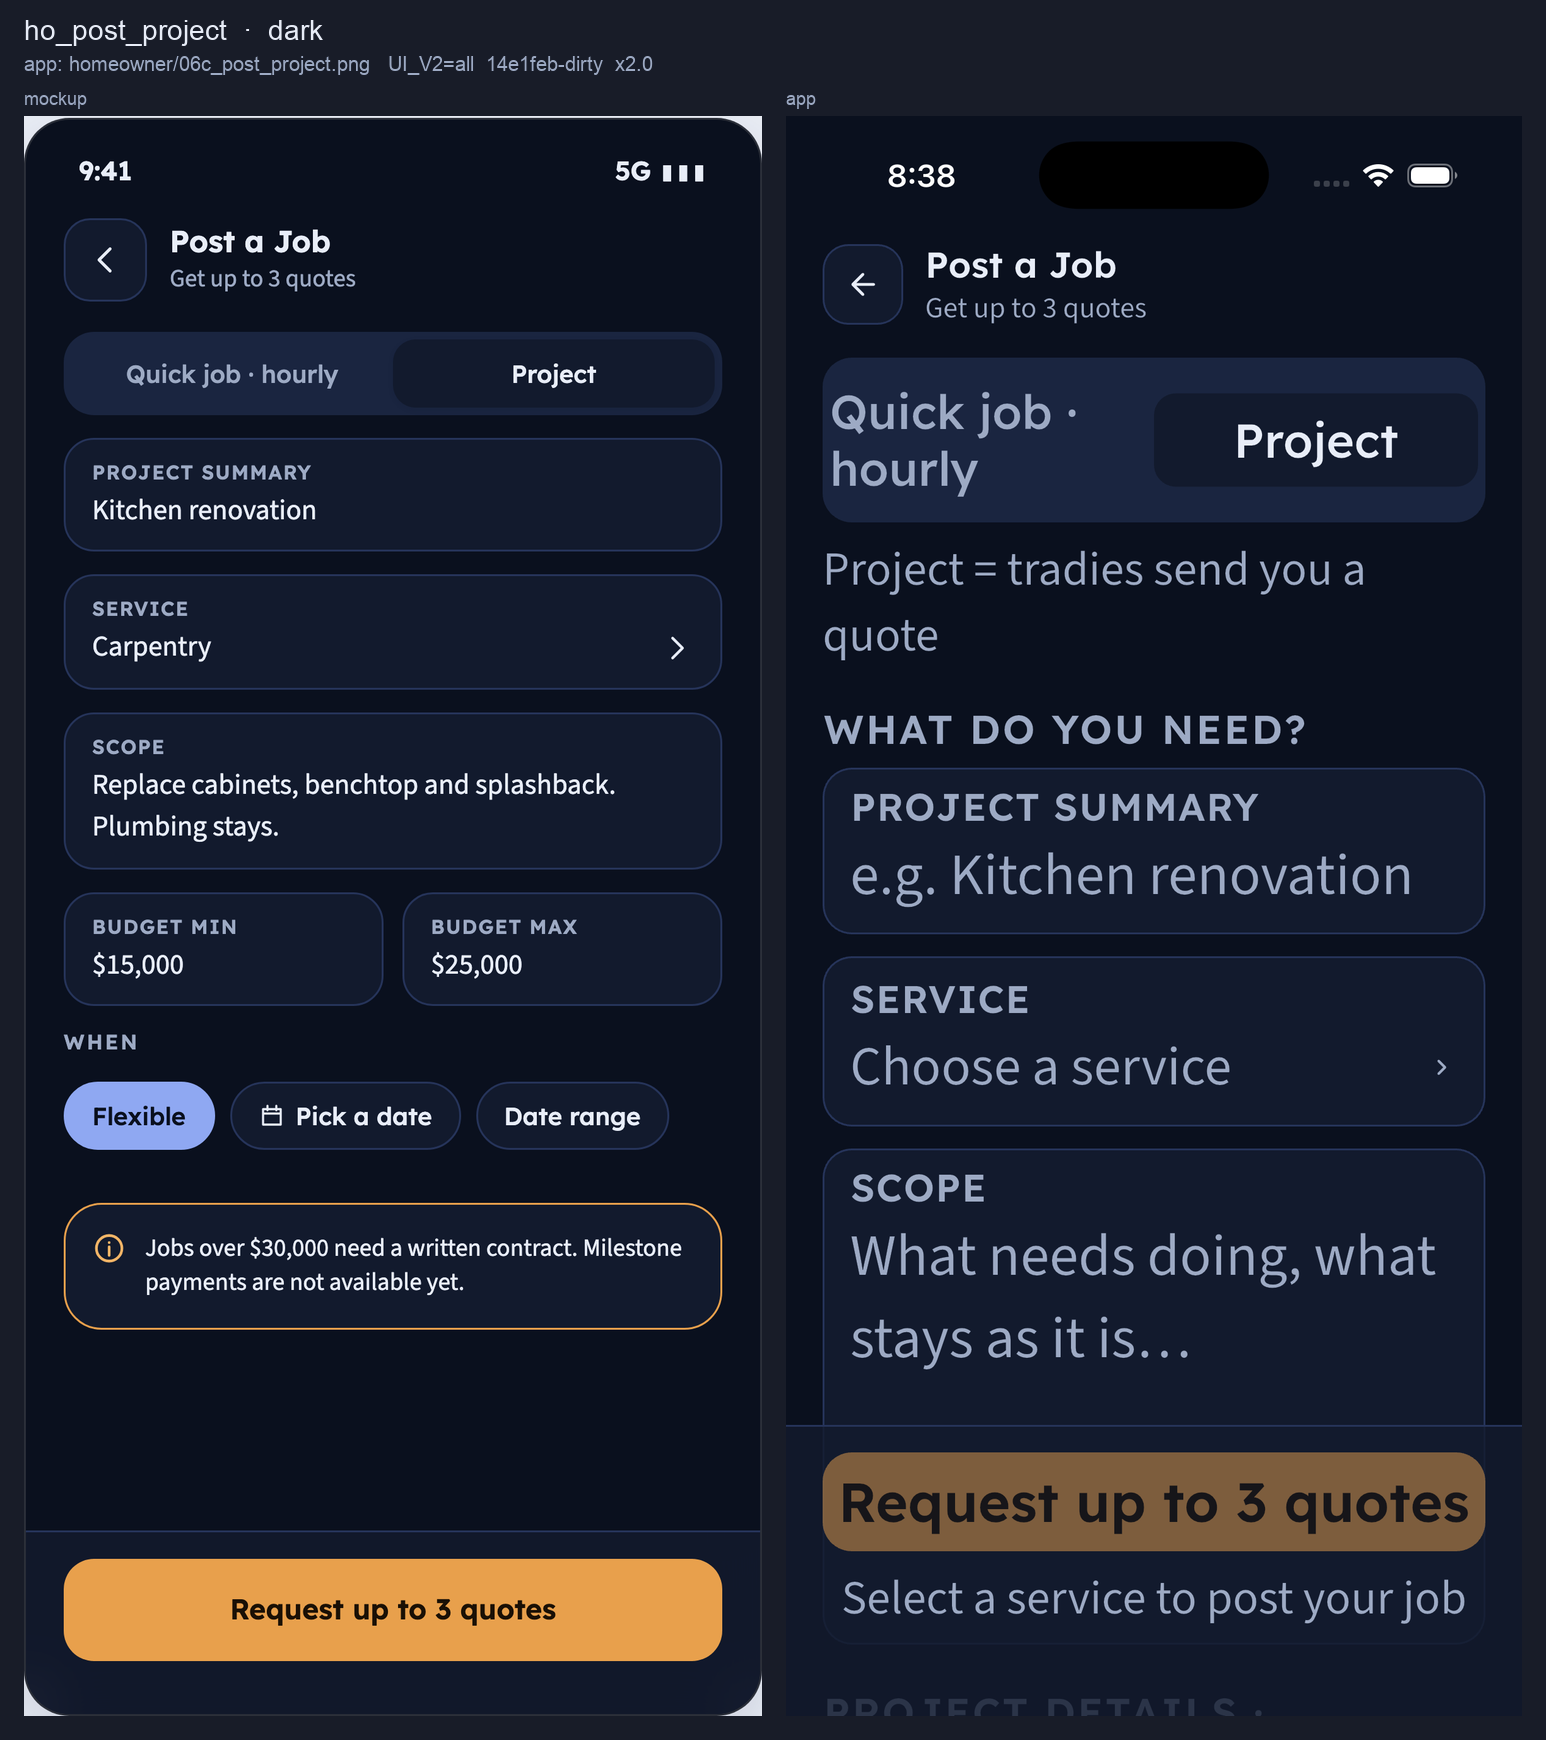 ho_post_project · dark
app: homeowner/06c_post_project.png UI_V2=all 14e1feb-dirty x2.0
mockup
9:41
5G
Post a Job
Get up to 3 quotes
Quick job · hourly
Project
PROJECT SUMMARY
Kitchen renovation
SERVICE
Carpentry
SCOPE
Replace cabinets, benchtop and splashback.
Plumbing stays.
BUDGET MIN
$15,000
BUDGET MAX
$25,000
WHEN
Flexible
Pick a date
Date range
Jobs over $30,000 need a written contract. Milestone
payments are not available yet.
Request up to 3 quotes
app
8:38
Post a Job
Get up to 3 quotes
Quick job ·
hourly
Project
Project = tradies send you a
quote
WHAT DO YOU NEED?
PROJECT SUMMARY
e.g. Kitchen renovation
SERVICE
Choose a service
SCOPE
What needs doing, what
stays as it is...
Request up to 3 quotes
Select a service to post your job
PROJECT DETAILS ·